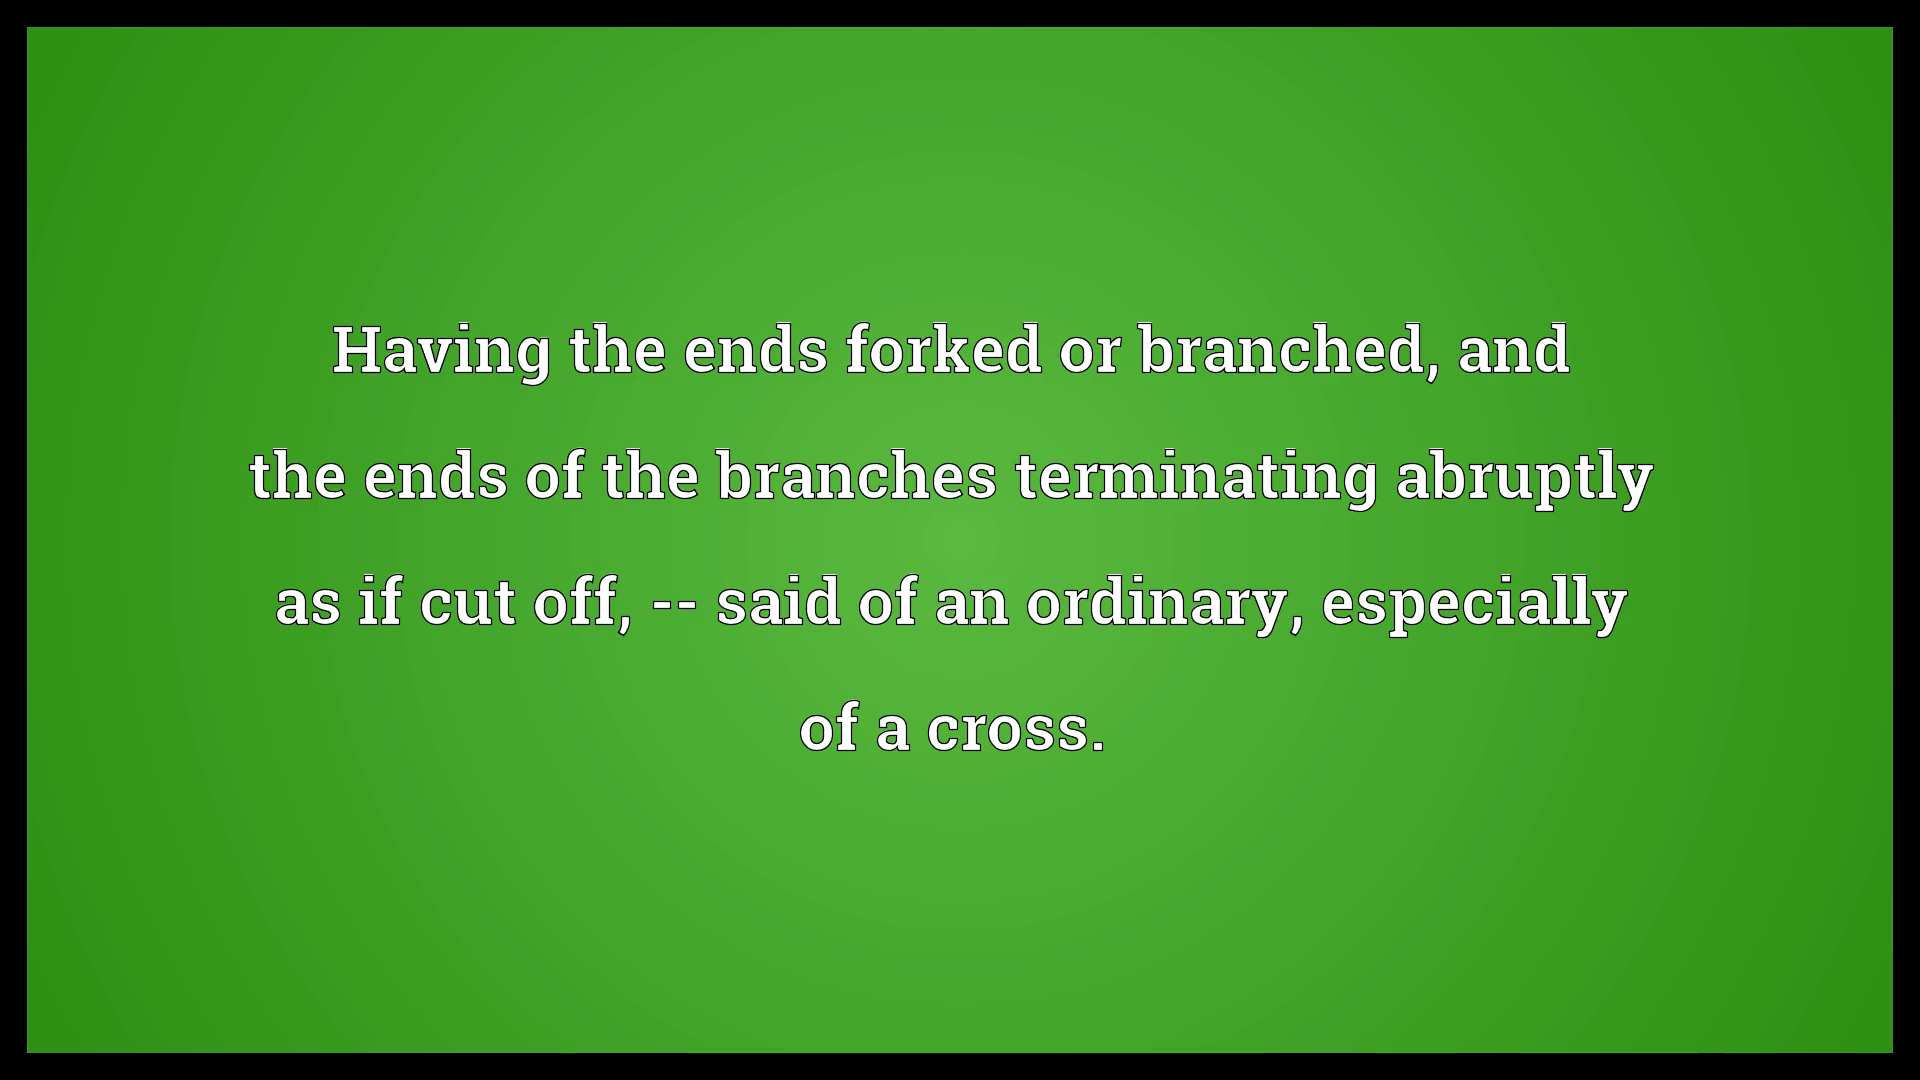 Having the ends forked or branched, and
the ends of the branches terminating abruptly
as if cut off, -- said of an ordinary, especially
of a cross.